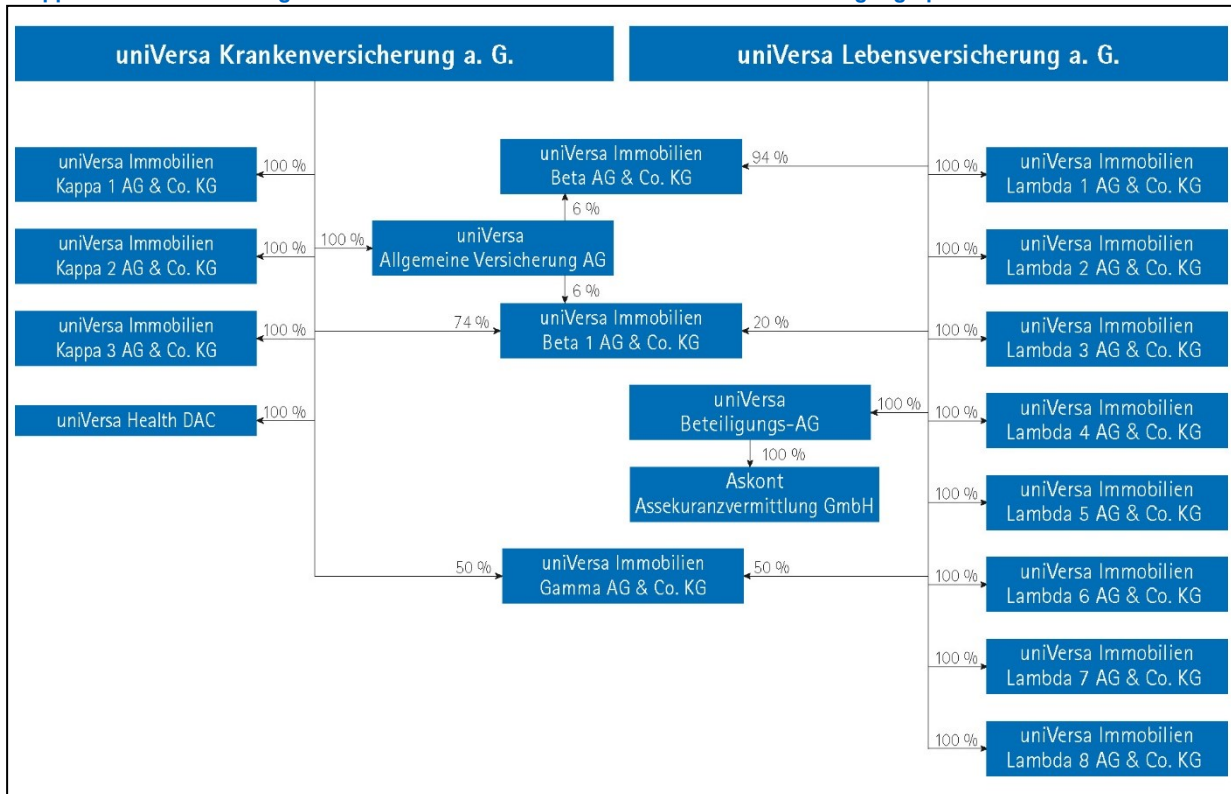 uniVersa Krankenversicherung a. G.
uniVersa Lebensversicherung a. G.
uniVersa Immobilien
Kappa 1 AG & Co. KG
100 %
uniVersa Immobilien
Beta AG & Co. KG
94 %
100 %
uniVersa Immobilien
Lambda 1 AG & Co. KG
6 %
uniVersa Immobilien
Kappa 2 AG & Co. KG
100 %
100 %
uniVersa
Allgemeine Versicherung AG
100 %
uniVersa Immobilien
Lambda 2 AG & Co. KG
6 %
uniVersa Immobilien
Kappa 3 AG & Co. KG
100 %
74 %
uniVersa Immobilien
Beta 1 AG & Co. KG
20 %
100 %
uniVersa Immobilien
Lambda 3 AG & Co. KG
uniVersa Health DAC
100 %
uniVersa
Beteiligungs-AG
100 %
100 %
uniVersa Immobilien
Lambda 4 AG & Co. KG
100 %
Askont
Assekuranzvermittlung GmbH
100 %
uniVersa Immobilien
Lambda 5 AG & Co. KG
50 %
uniVersa Immobilien
Gamma AG & Co. KG
50 %
100 %
uniVersa Immobilien
Lambda 6 AG & Co. KG
100 %
uniVersa Immobilien
Lambda 7 AG & Co. KG
100 %
uniVersa Immobilien
Lambda 8 AG & Co. KG